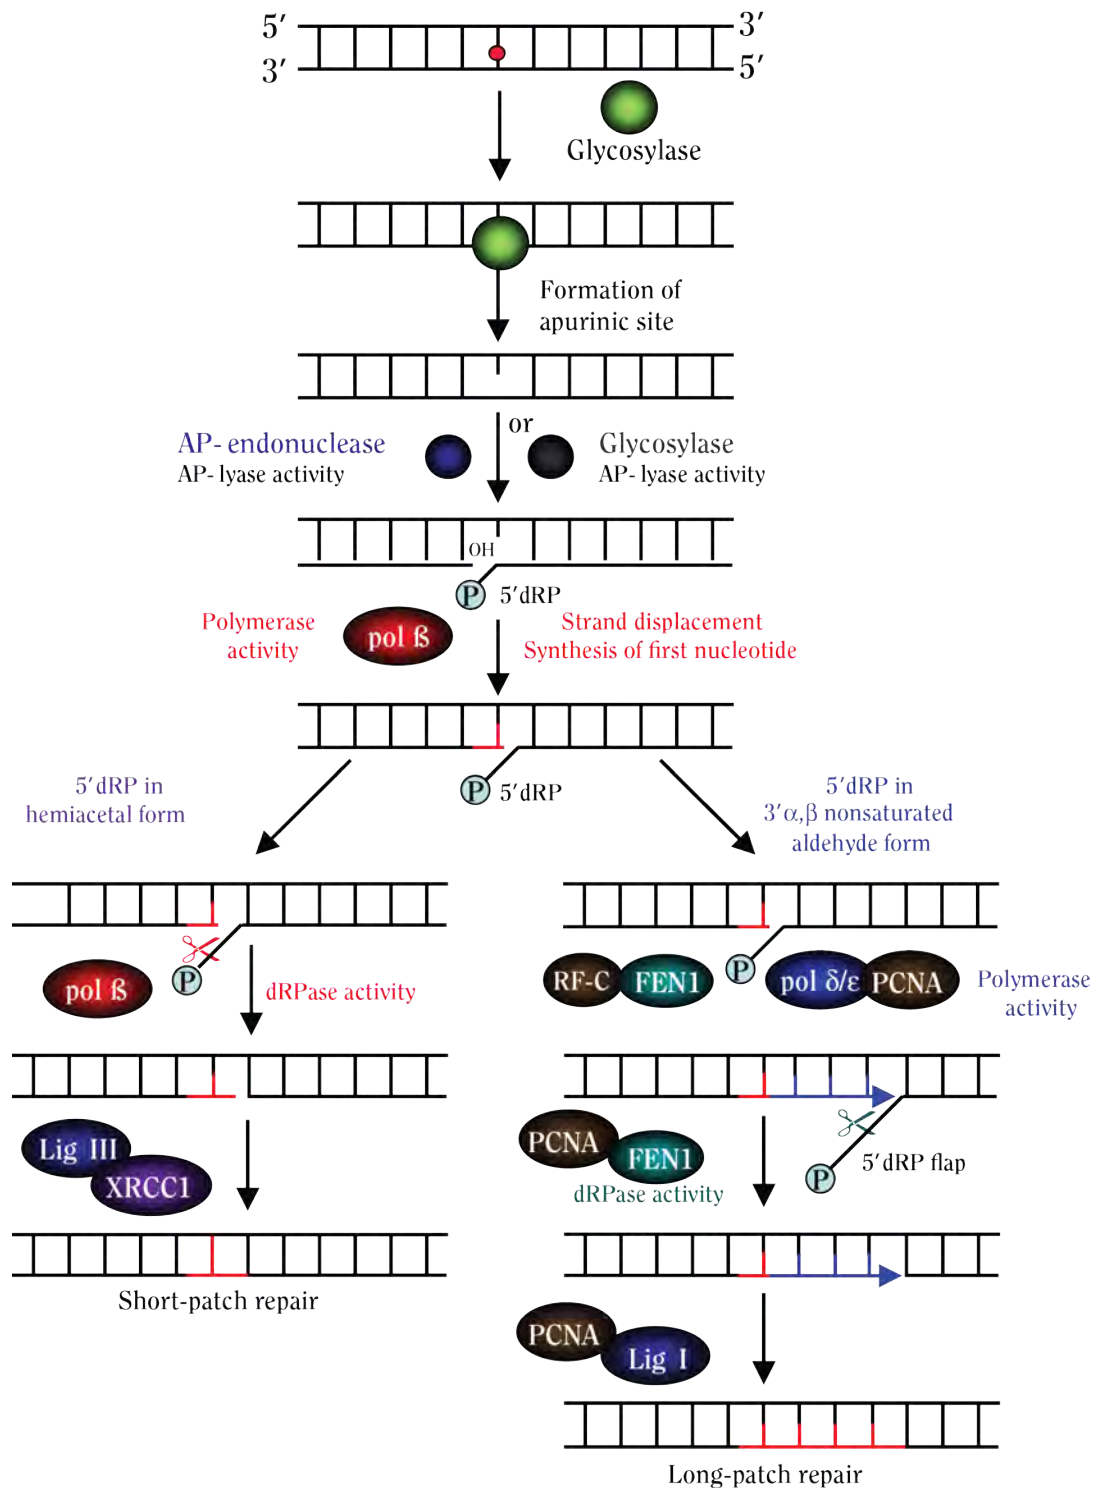 5′
3′
3′
5′
Glycosylase
Formation of
apurinic site
or
AP- endonuclease
AP- lyase activity
Glycosylase
AP- lyase activity
OH
P
5′dRP
Polymerase
activity
pol ß
Strand displacement
Synthesis of first nucleotide
P
5′dRP
5′dRP in
hemiacetal form
5′dRP in
3′α,β nonsaturated
aldehyde form
P
pol ß
dRPase activity
RF-C
FEN1
P
pol δ/ε
PCNA
Polymerase
activity
Lig III
XRCC1
PCNA
FEN1
dRPase activity
P
5′dRP flap
Short-patch repair
PCNA
Lig I
Long-patch repair